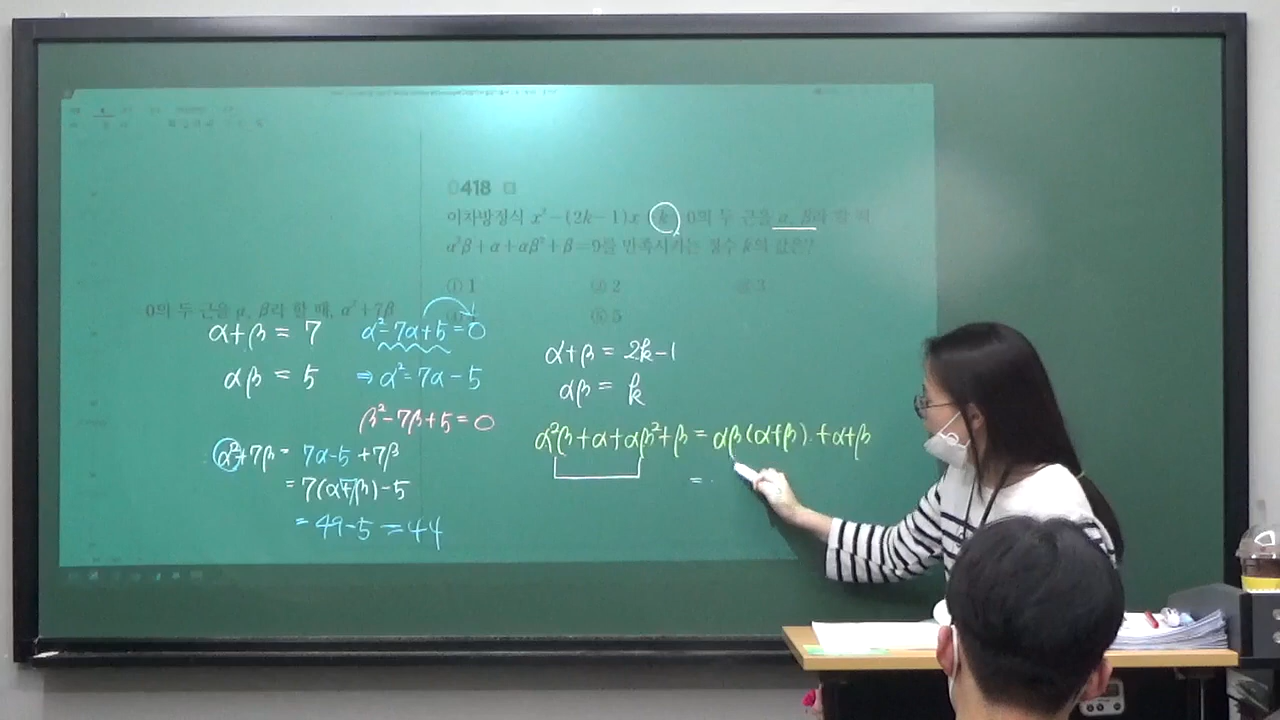 0418
이차방정식 x²-(2k-1)x k 0의 두 근을 α, β라 할 때
α²β+α+αβ²+β=9를 만족시키는 정수 k의 값은?
① 1 ② 2 ③ 3
⑤ 5
0의 두 근을 α, β라 할 때, α²+7β
α+β = 7
αβ = 5
α²-7α+5=0
⇒α²=7α-5
β²-7β+5=0
α²+7β = 7α-5+7β
=7(α+β)-5
= 49-5 = 44
α+β = 2k-1
αβ = k
α²β+α+αβ²+β = αβ(α+β)+α+β
=